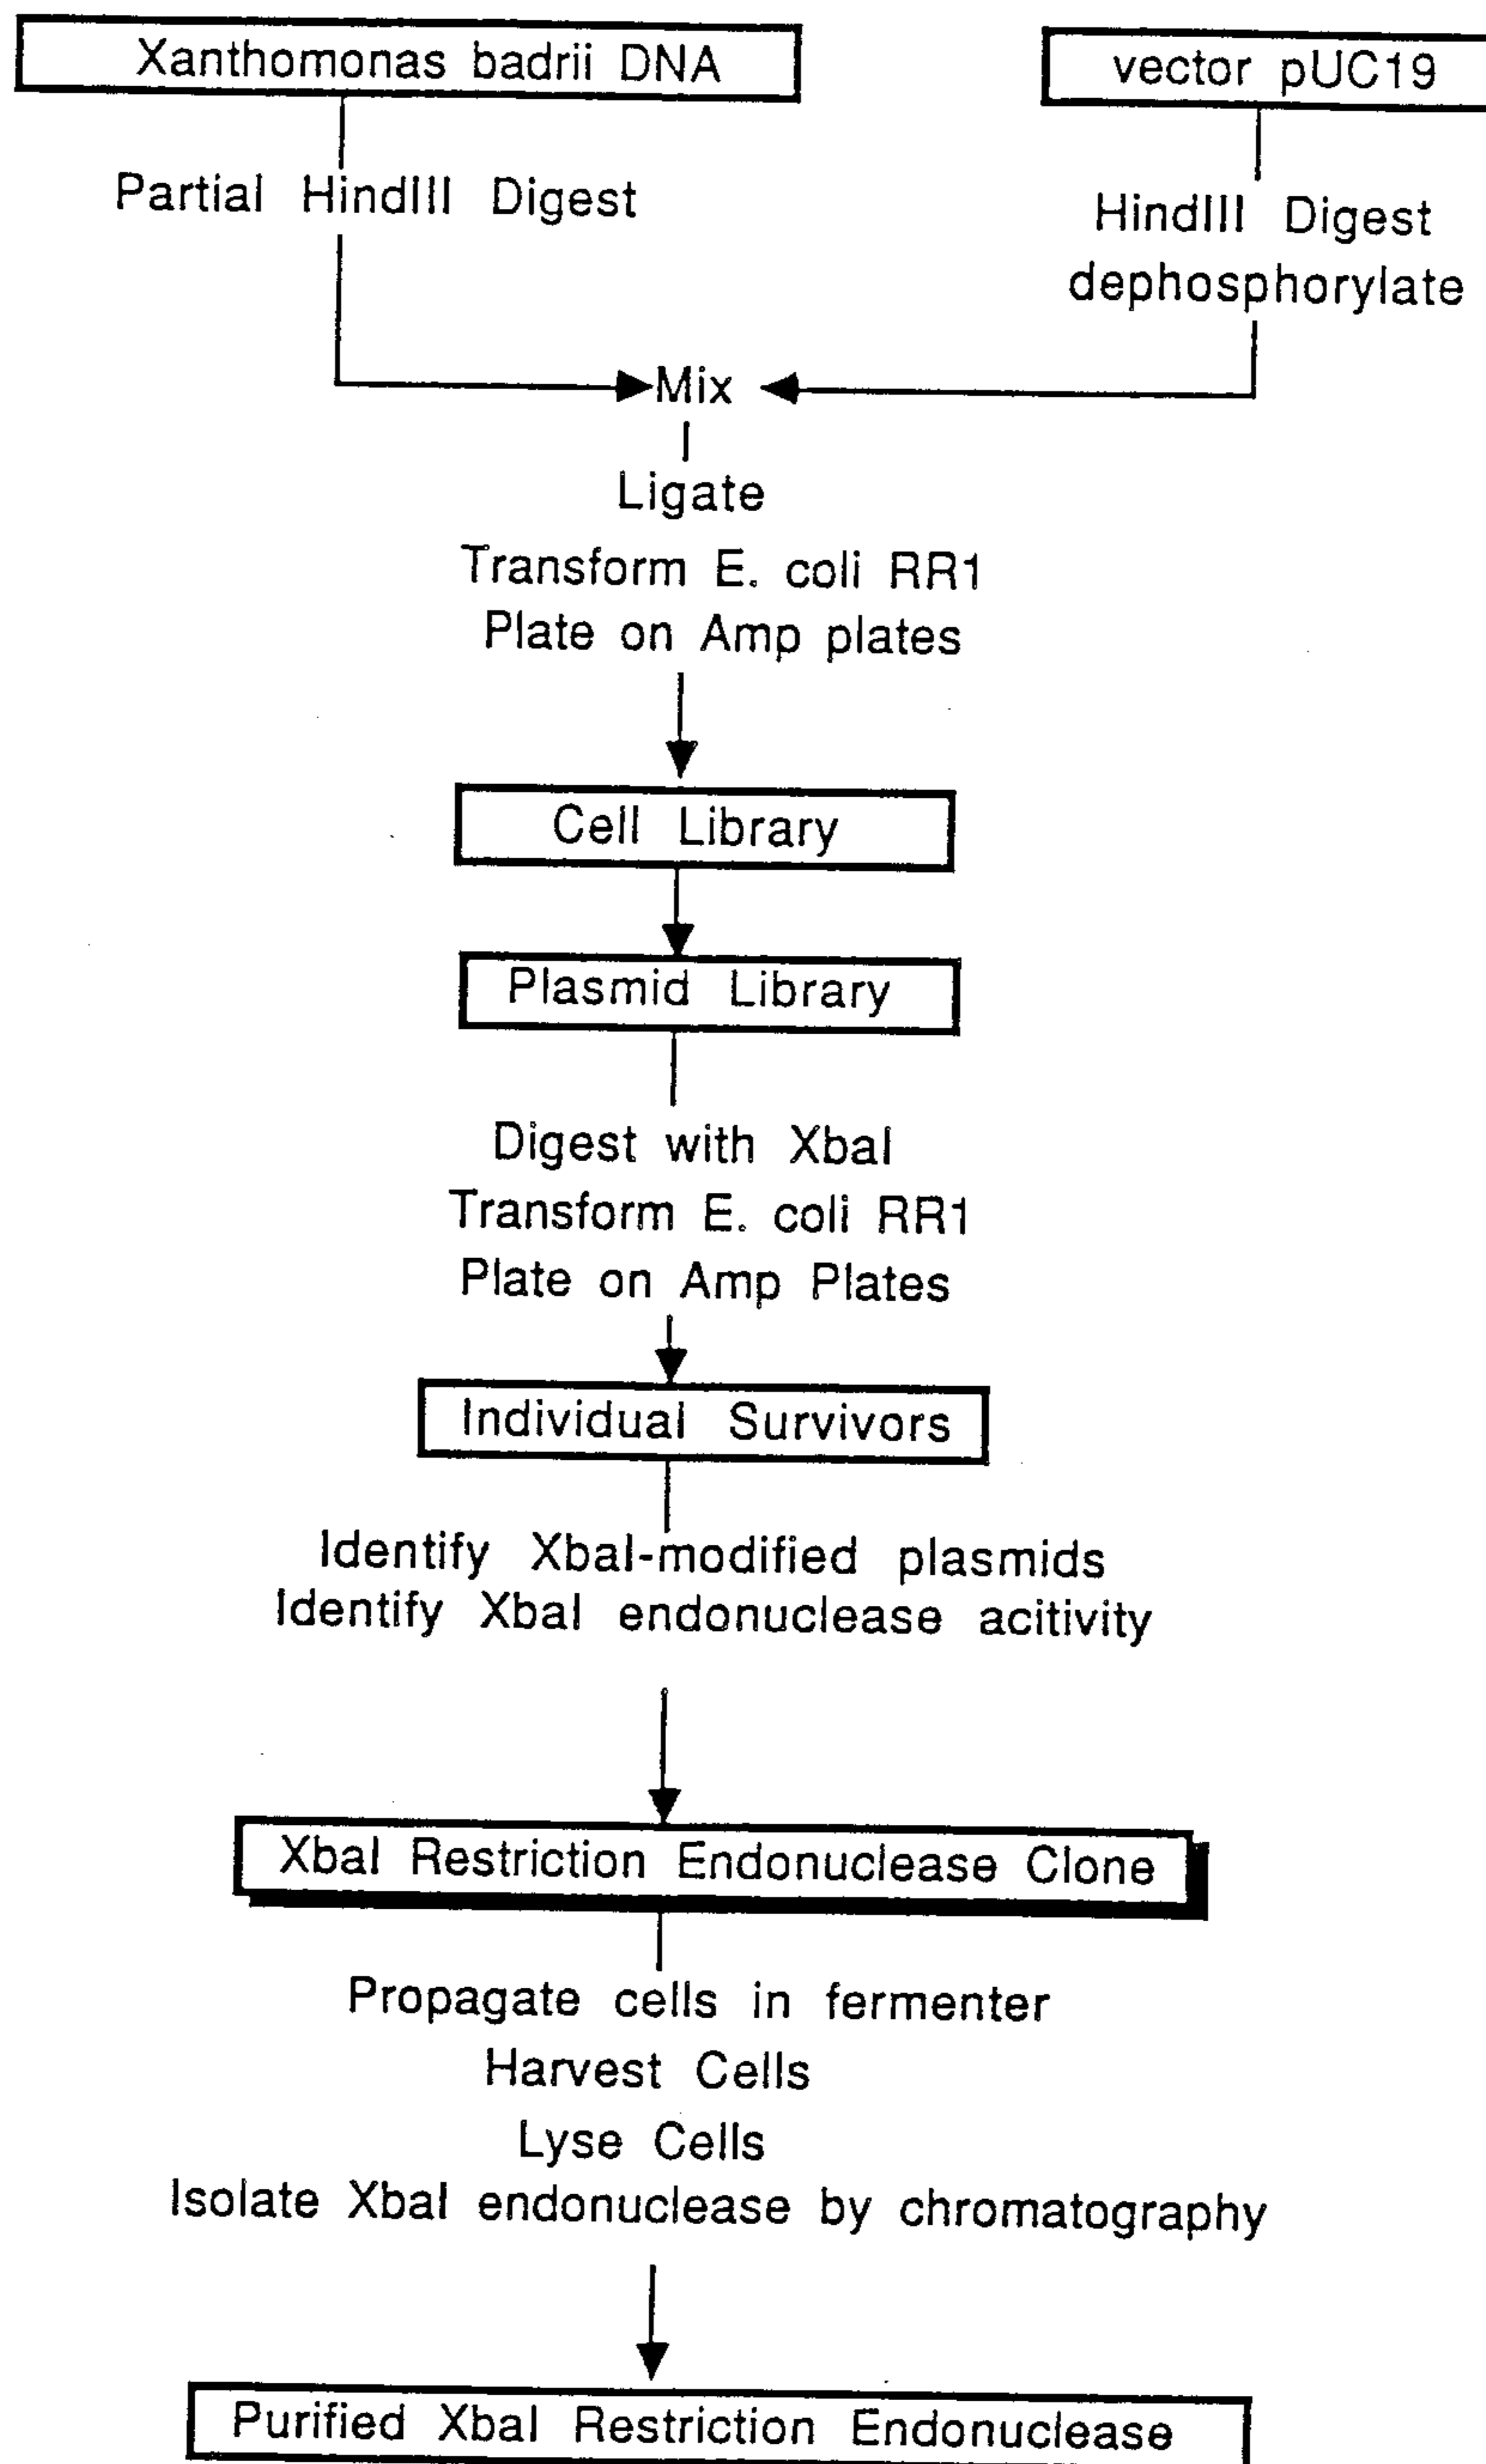 Xanthomonas badrii DNA
vector pUC19
Partial HindIII Digest
HindIII Digest
dephosphorylate
Mix
Ligate
Transform E. coli RR1
Plate on Amp plates
Cell Library
Plasmid Library
Digest with XbaI
Transform E. coli RR1
Plate on Amp Plates
Individual Survivors
Identify XbaI-modified plasmids
Identify XbaI endonuclease acitivity
XbaI Restriction Endonuclease Clone
Propagate cells in fermenter
Harvest Cells
Lyse Cells
Isolate XbaI endonuclease by chromatography
Purified XbaI Restriction Endonuclease